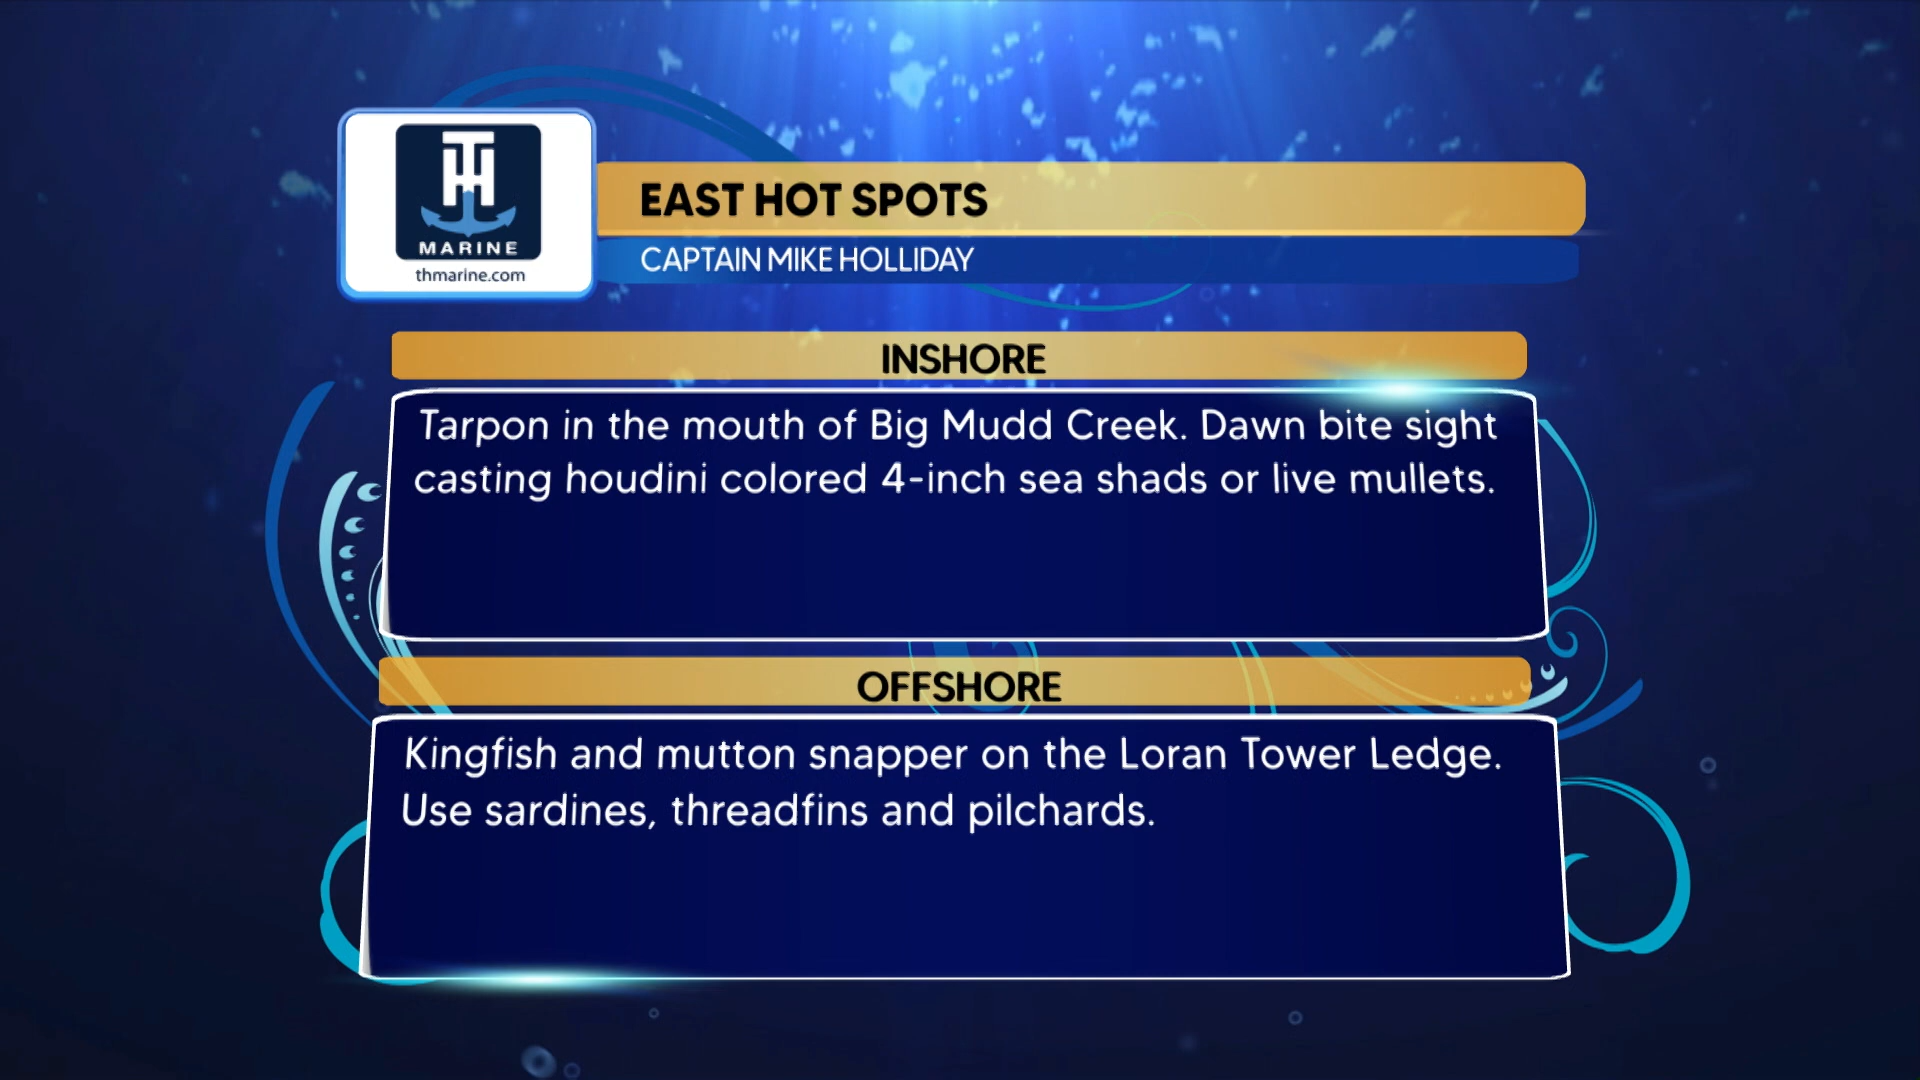 TH
MARINE
thmarine.com
EAST HOT SPOTS
CAPTAIN MIKE HOLLIDAY
INSHORE
Tarpon in the mouth of Big Mudd Creek. Dawn bite sight
casting houdini colored 4-inch sea shads or live mullets.
OFFSHORE
Kingfish and mutton snapper on the Loran Tower Ledge.
Use sardines, threadfins and pilchards.